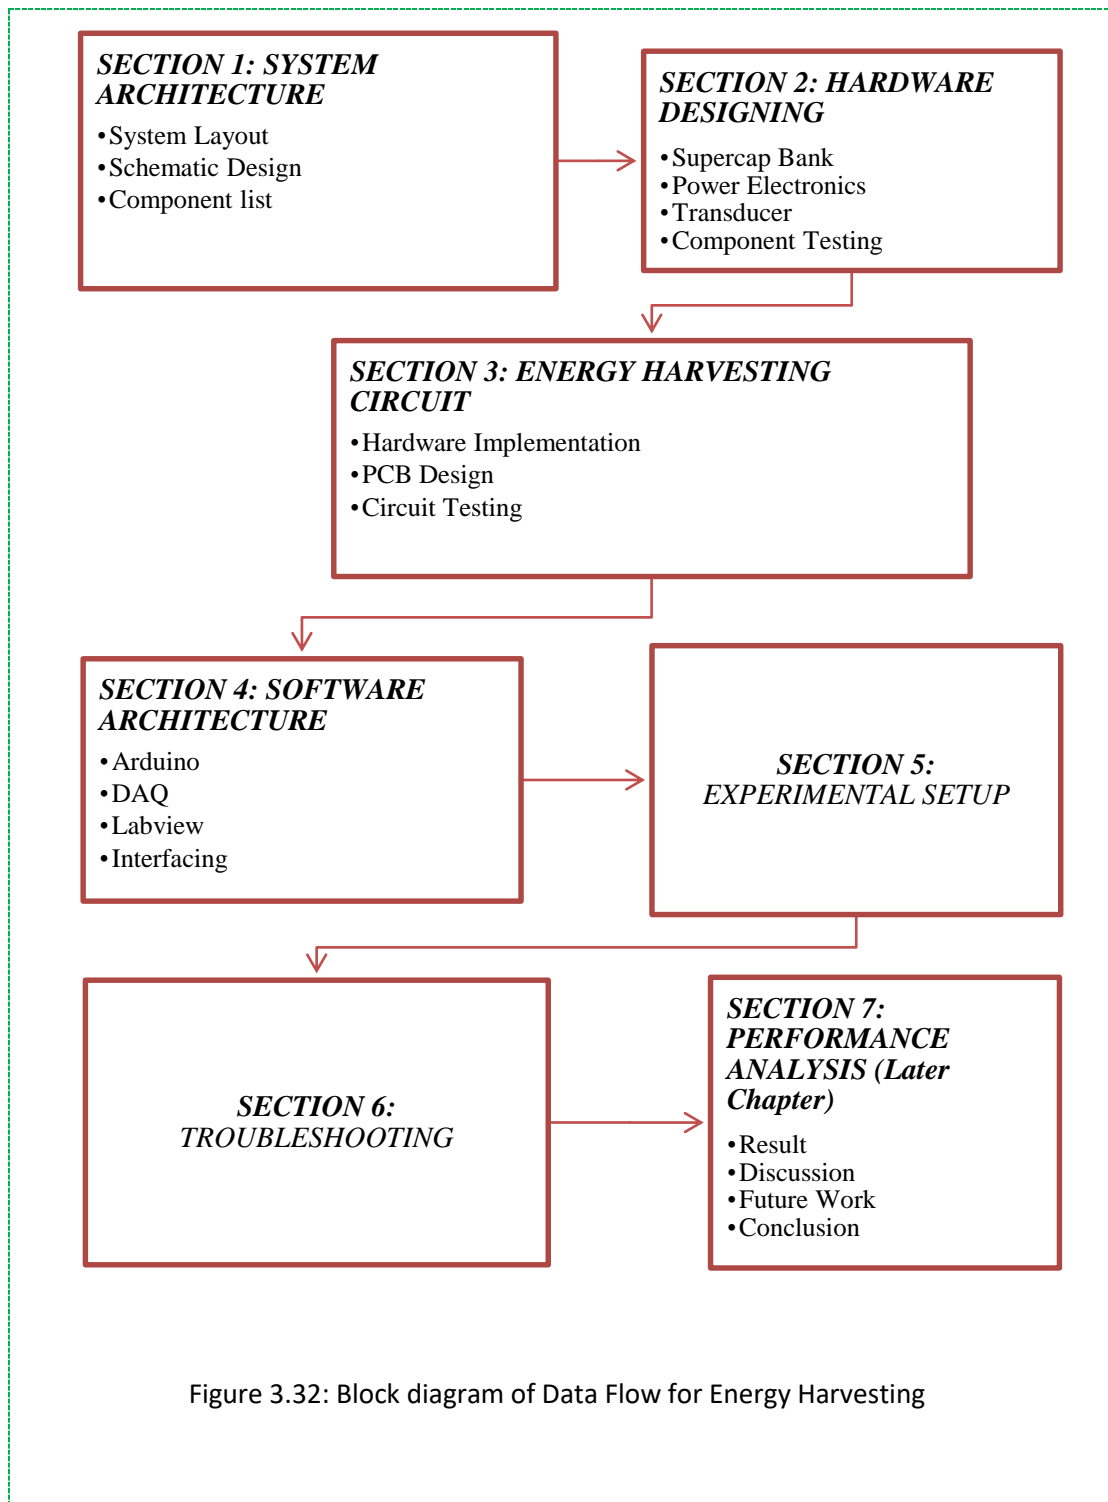 SECTION 1: SYSTEM
ARCHITECTURE
•System Layout
•Schematic Design
•Component list
SECTION 2: HARDWARE
DESIGNING
•Supercap Bank
•Power Electronics
•Transducer
•Component Testing
SECTION 3: ENERGY HARVESTING
CIRCUIT
•Hardware Implementation
•PCB Design
•Circuit Testing
SECTION 4: SOFTWARE
ARCHITECTURE
•Arduino
•DAQ
•Labview
•Interfacing
SECTION 5:
EXPERIMENTAL SETUP
SECTION 6:
TROUBLESHOOTING
SECTION 7:
PERFORMANCE
ANALYSIS (Later
Chapter)
•Result
•Discussion
•Future Work
•Conclusion
Figure 3.32: Block diagram of Data Flow for Energy Harvesting